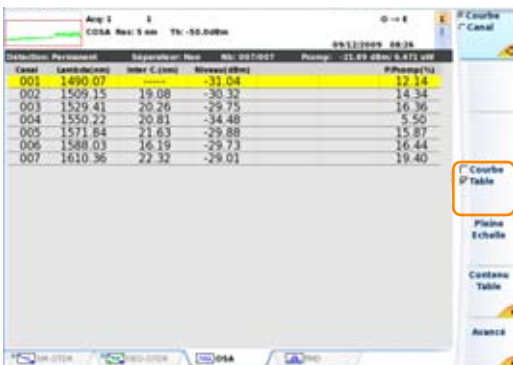 Acq: 1 1 O → E
COSA Res: 5 nm Th: -50.0dBm
09/12/2009 08:26
Détection: Permanent Séparateur: Non Nb: 007/007 Pcomp: -21.89 dBm/ 6.471 uW
Canal Lambda(nm) Inter C.(nm) Niveau(dBm) P/Pcomp(%)
001 1490.07 ----- -31.04 12.14
002 1509.15 19.08 -30.32 14.34
003 1529.41 20.26 -29.75 16.36
004 1550.22 20.81 -34.48 5.50
005 1571.84 21.63 -29.88 15.87
006 1588.03 16.19 -29.73 16.44
007 1610.36 22.32 -29.01 19.40
Courbe
Canal
Courbe
Table
Pleine
Echelle
Contenu
Table
Avancé
OSA
PMD